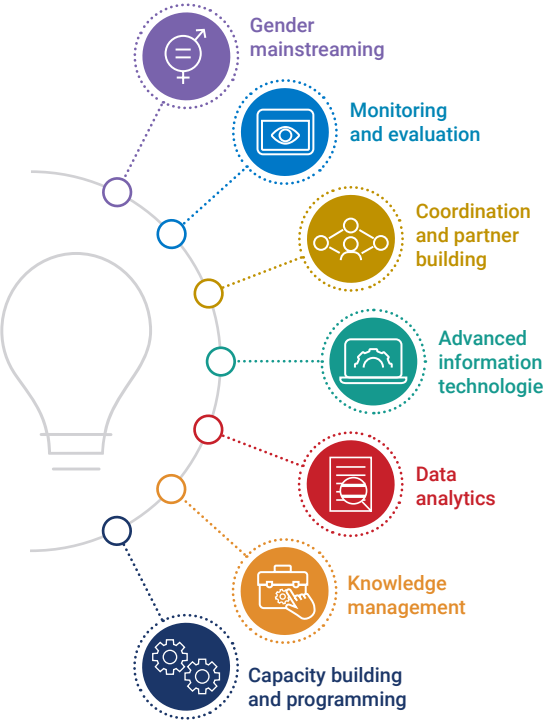 Gender
mainstreaming
Monitoring
and evaluation
Coordination
and partner
building
Advanced
information
technologie
Data
analytics
Knowledge
management
Capacity building
and programming